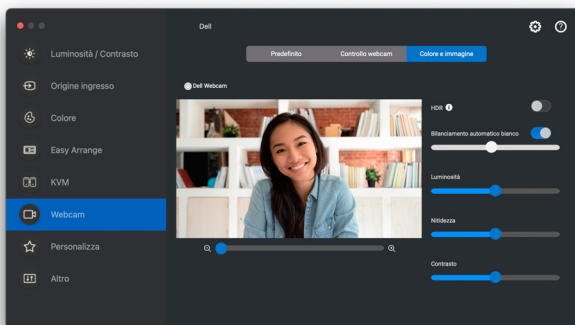 Dell
Predefinito
Controllo webcam
Colore e immagine
Luminosità / Contrasto
Origine ingresso
Colore
Easy Arrange
KVM
Webcam
Personalizza
Altro
Dell Webcam
HDR
Bilanciamento automatico bianco
Luminosità
Nitidezza
Contrasto